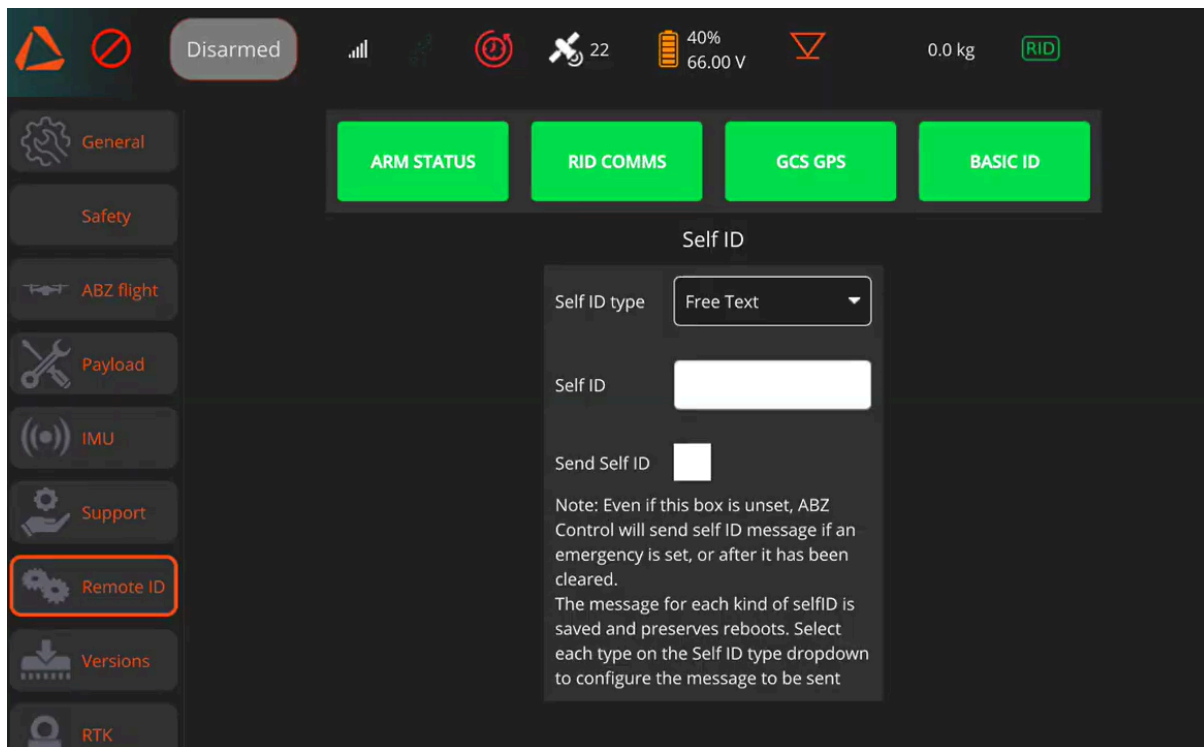 Disarmed
22
40%
66.00 V
0.0 kg
RID
General
Safety
ABZ flight
Payload
IMU
Support
Remote ID
Versions
RTK
ARM STATUS
RID COMMS
GCS GPS
BASIC ID
Self ID
Self ID type
Free Text
Self ID
Send Self ID
Note: Even if this box is unset, ABZ
Control will send self ID message if an
emergency is set, or after it has been
cleared.
The message for each kind of selfID is
saved and preserves reboots. Select
each type on the Self ID type dropdown
to configure the message to be sent